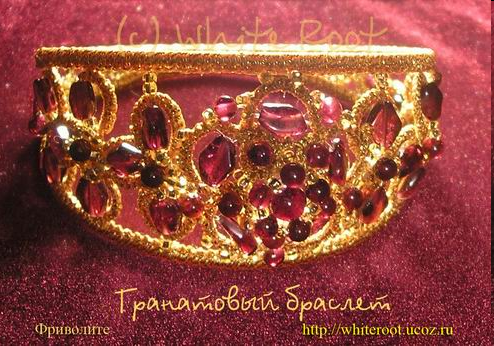 (c) White Root
Гранатовый браслет
Фриволите
http://whiteroot.ucoz.ru